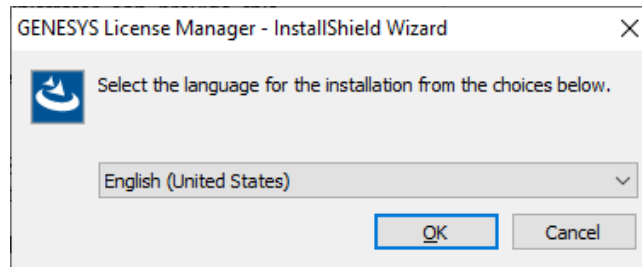 GENESYS License Manager - InstallShield Wizard
Select the language for the installation from the choices below.
English (United States)
OK
Cancel